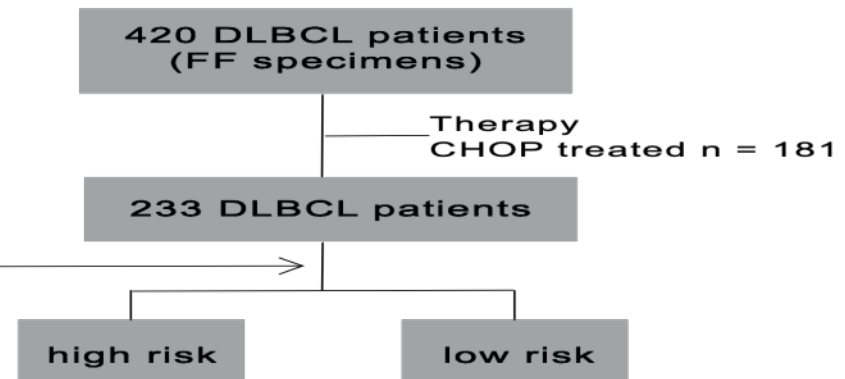 420 DLBCL patients
(FF specimens)
Therapy
CHOP treated n = 181
233 DLBCL patients
high risk
low risk